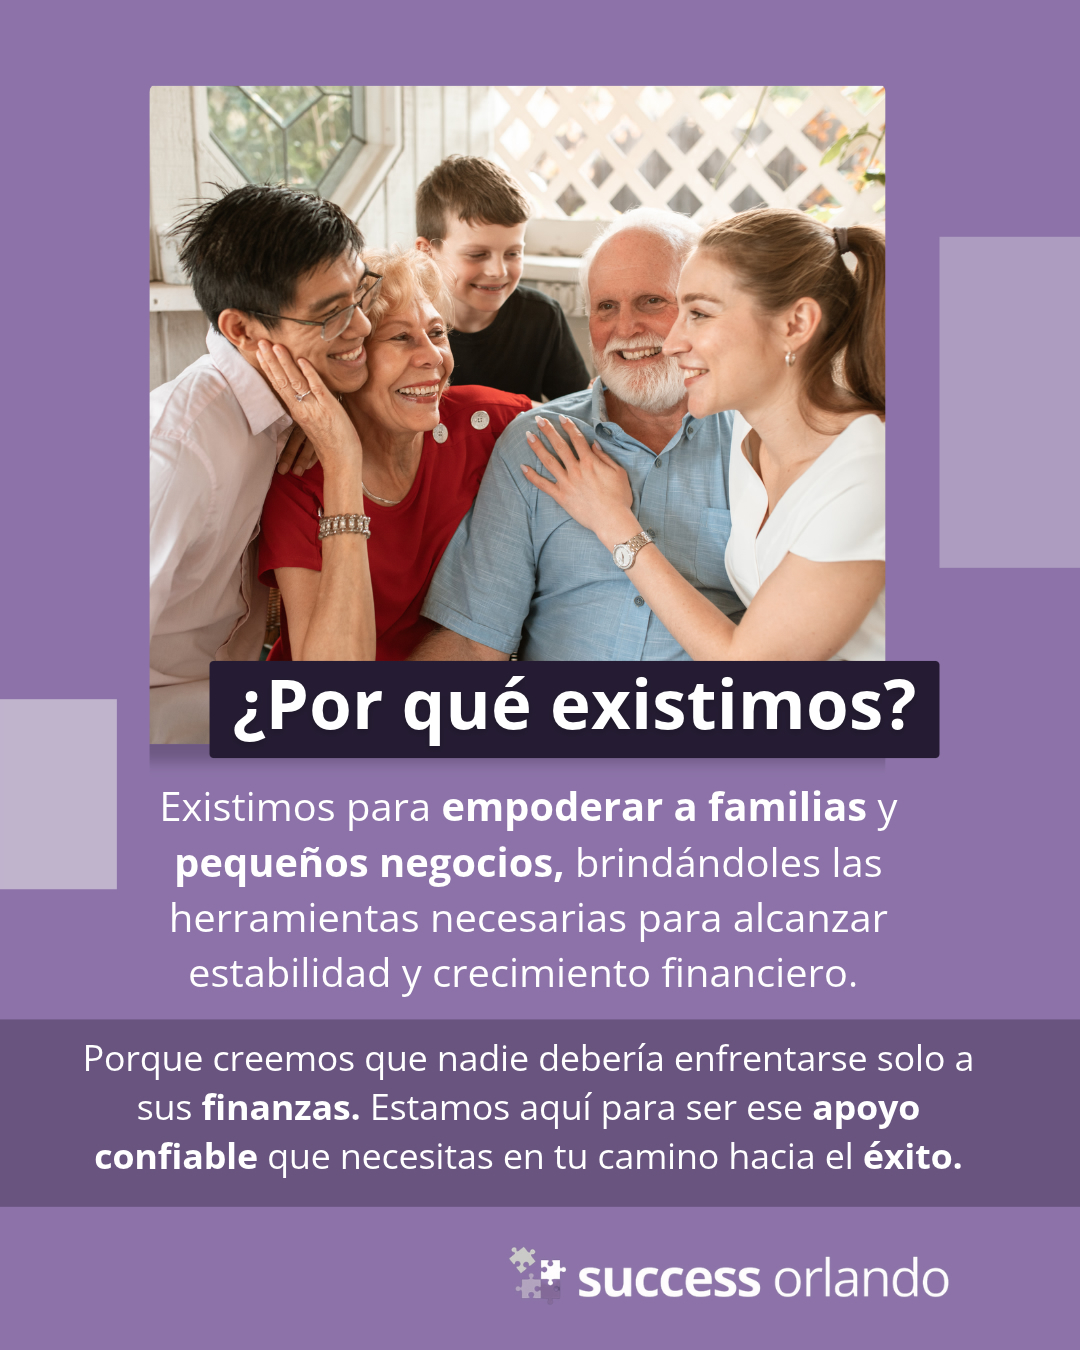 ¿Por qué existimos?
Existimos para empoderar a familias y
pequeños negocios, brindándoles las
herramientas necesarias para alcanzar
estabilidad y crecimiento financiero.
Porque creemos que nadie debería enfrentarse solo a
sus finanzas. Estamos aquí para ser ese apoyo
confiable que necesitas en tu camino hacia el éxito.
success orlando